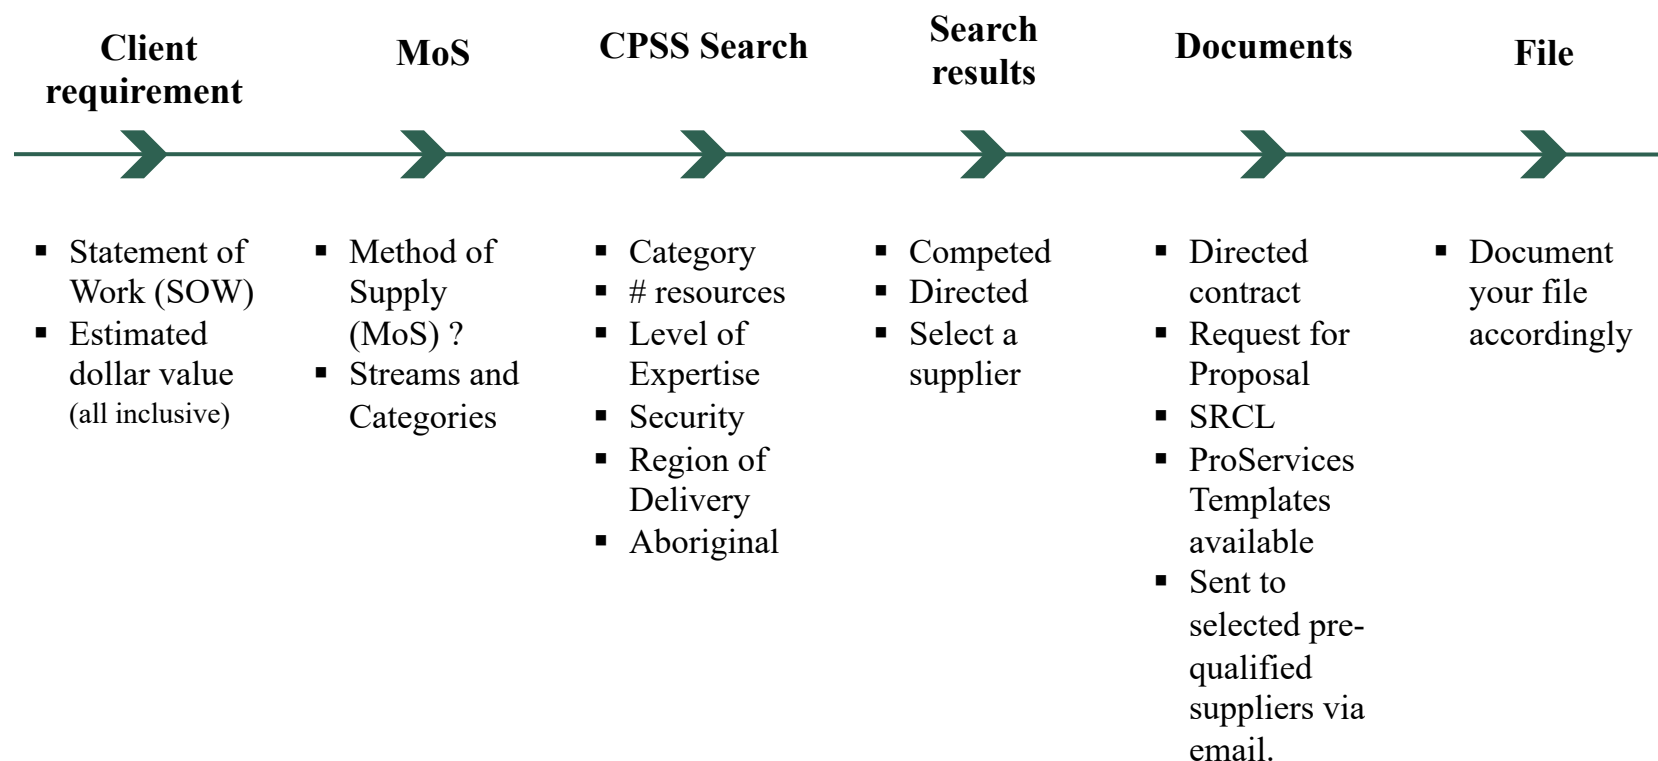 Client
requirement
MoS
CPSS Search
Search
results
Documents
File
▪ Statement of
Work (SOW)
▪ Estimated
dollar value
(all inclusive)
▪ Method of
Supply
(MoS) ?
▪ Streams and
Categories
▪ Category
▪ # resources
▪ Level of
Expertise
▪ Security
▪ Region of
Delivery
▪ Aboriginal
▪ Competed
▪ Directed
▪ Select a
supplier
▪ Directed
contract
▪ Request for
Proposal
▪ SRCL
▪ ProServices
Templates
available
▪ Sent to
selected pre-
qualified
suppliers via
email.
▪ Document
your file
accordingly